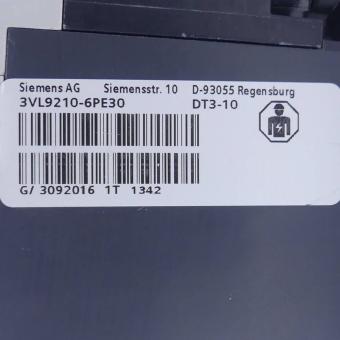 Siemens AG Siemensstr. 10 D-93055 Regensburg
3VL9210-6PE30 DT3-10
G/ 3092016 1T 1342